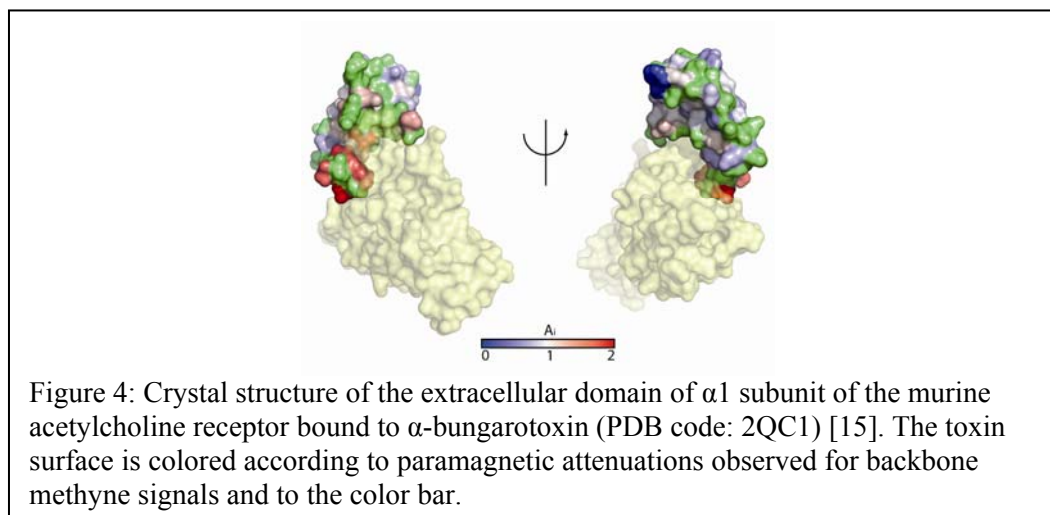 Aᵢ
0 1 2
Figure 4: Crystal structure of the extracellular domain of α1 subunit of the murine
acetylcholine receptor bound to α-bungarotoxin (PDB code: 2QC1) [15]. The toxin
surface is colored according to paramagnetic attenuations observed for backbone
methyne signals and to the color bar.